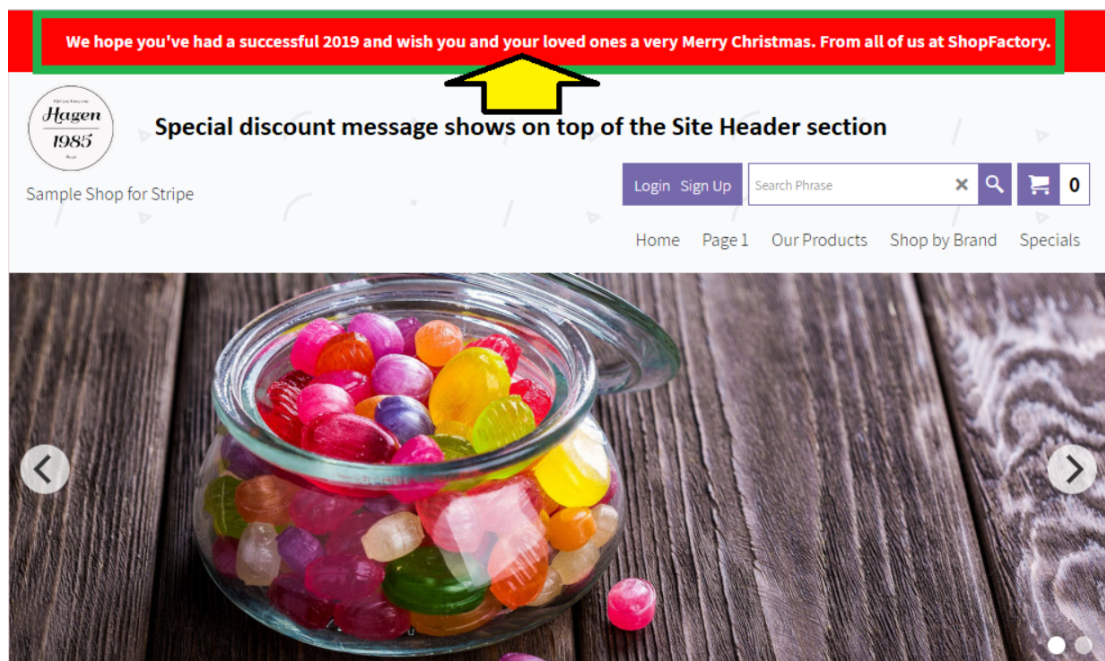 We hope you've had a successful 2019 and wish you and your loved ones a very Merry Christmas. From all of us at ShopFactory.
Hagen
1985
Special discount message shows on top of the Site Header section
Sample Shop for Stripe
Login Sign Up
Search Phrase
0
Home Page 1 Our Products Shop by Brand Specials